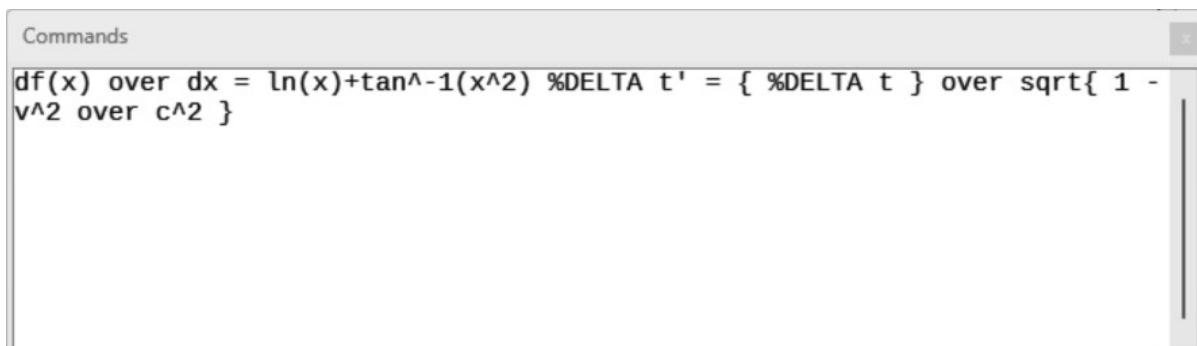 Commands
x
df(x) over dx = ln(x)+tan^-1(x^2) %DELTA t' = { %DELTA t } over sqrt{ 1 -
v^2 over c^2 }